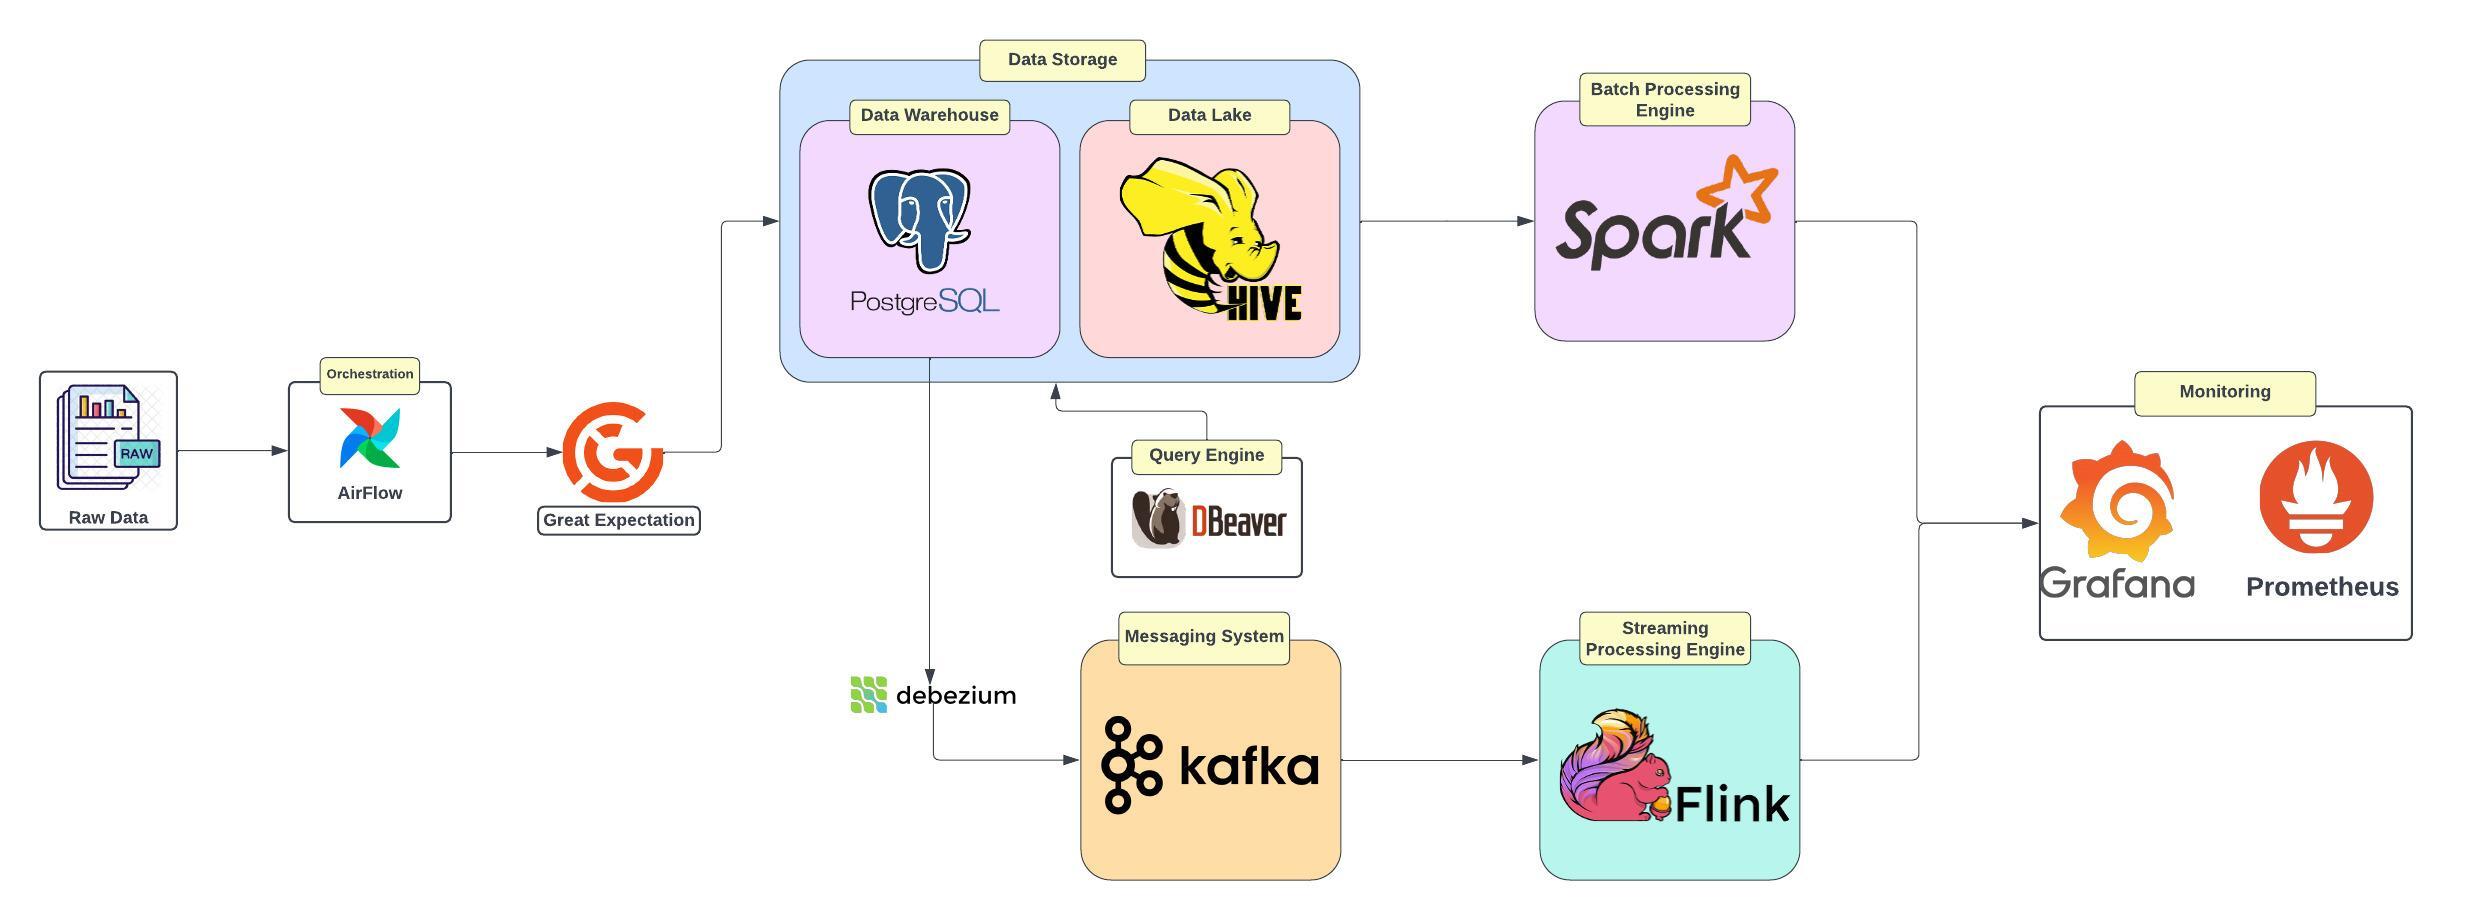 Data Storage
Data Warehouse
Data Lake
PostgreSQL
HIVE
Batch Processing
Engine
Spark
RAW
Raw Data
Orchestration
AirFlow
Great Expectation
Query Engine
DBeaver
debezium
Messaging System
kafka
Streaming
Processing Engine
Flink
Monitoring
Grafana
Prometheus